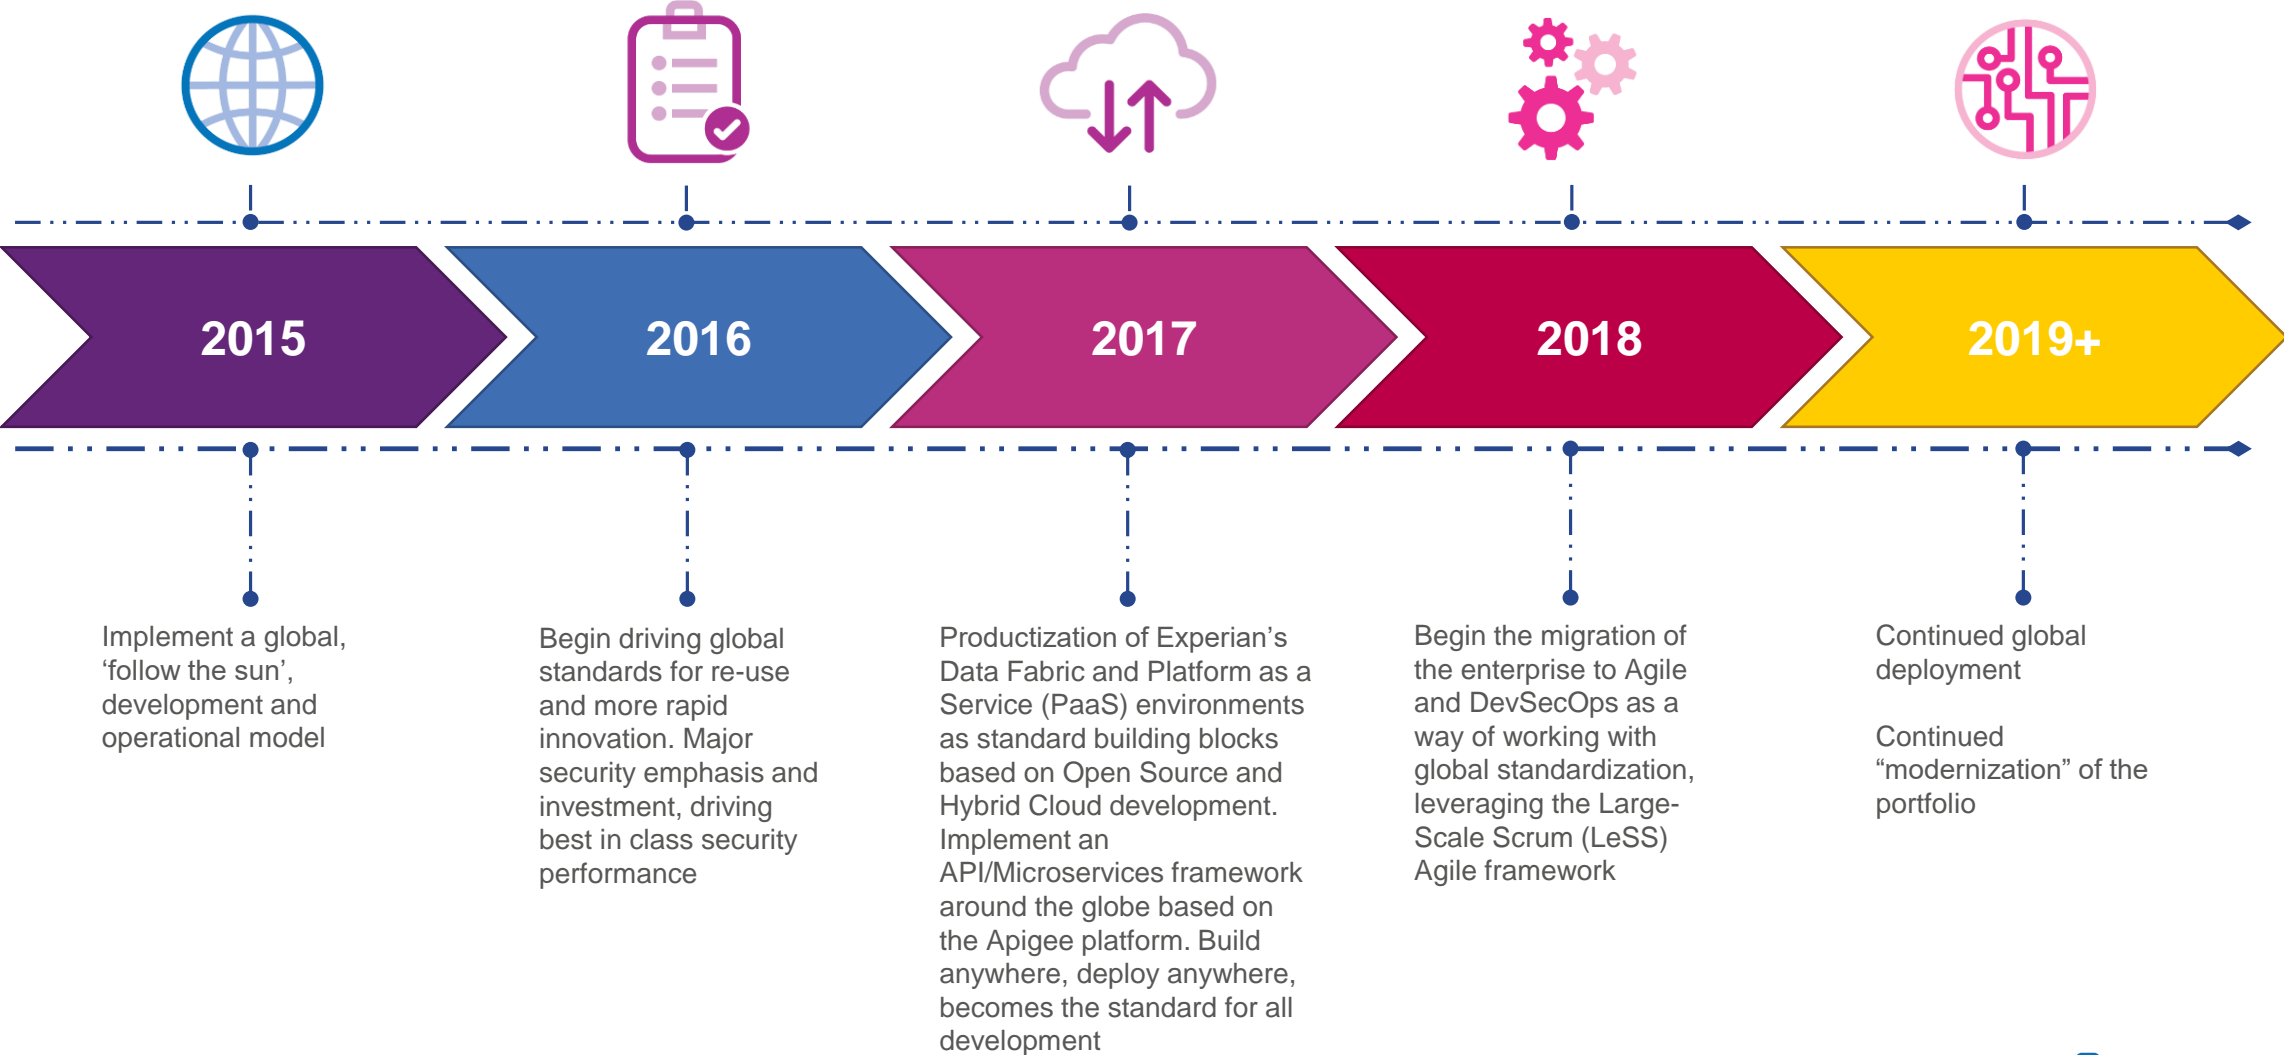 2015
2016
2017
2018
2019+
Implement a global,
‘follow the sun’,
development and
operational model
Begin driving global
standards for re-use
and more rapid
innovation. Major
security emphasis and
investment, driving
best in class security
performance
Productization of Experian’s
Data Fabric and Platform as a
Service (PaaS) environments
as standard building blocks
based on Open Source and
Hybrid Cloud development.
Implement an
API/Microservices framework
around the globe based on
the Apigee platform. Build
anywhere, deploy anywhere,
becomes the standard for all
development
Begin the migration of
the enterprise to Agile
and DevSecOps as a
way of working with
global standardization,
leveraging the Large-
Scale Scrum (LeSS)
Agile framework
Continued global
deployment
Continued
“modernization” of the
portfolio